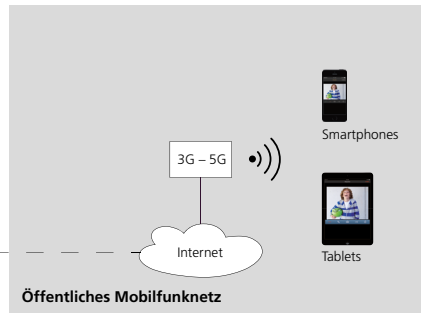 Smartphones
3G – 5G
Internet
Tablets
Öffentliches Mobilfunknetz